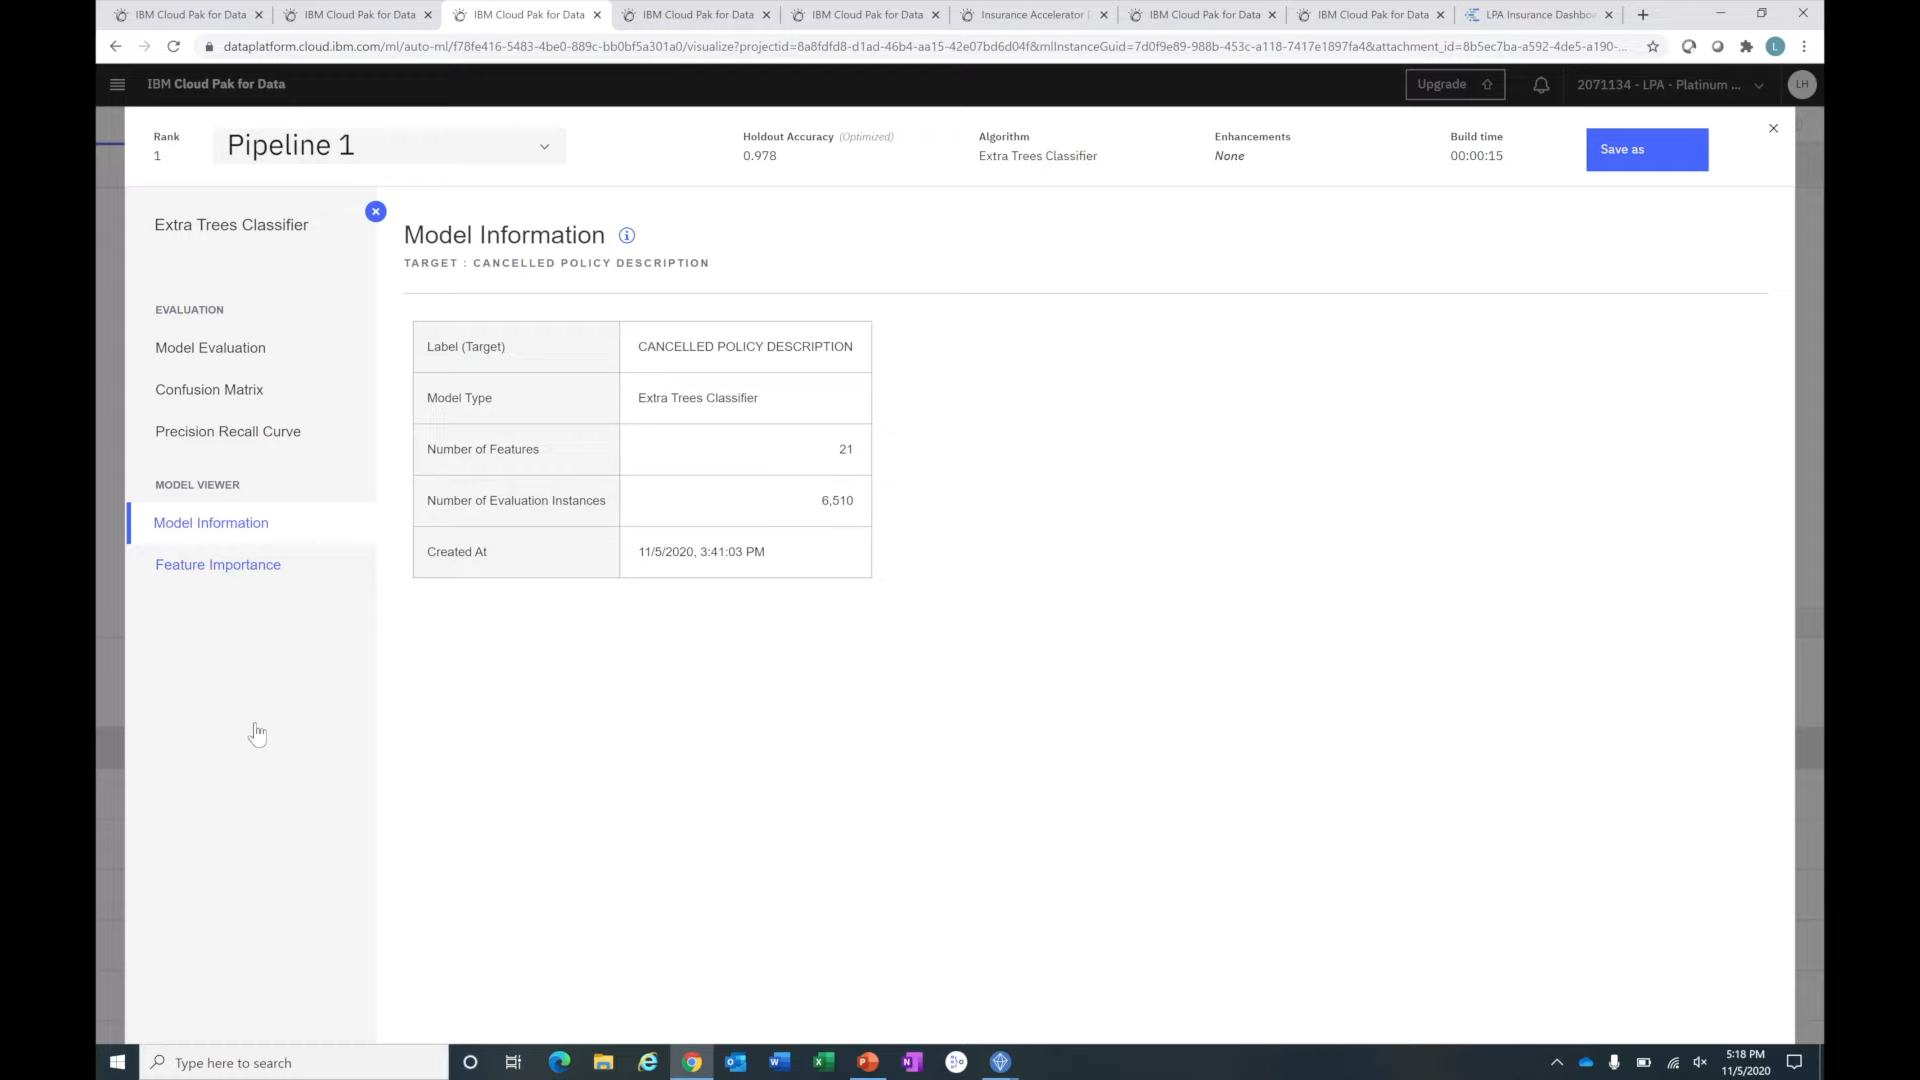 IBM Cloud Pak for Data
IBM Cloud Pak for Data
IBM Cloud Pak for Data
IBM Cloud Pak for Data
IBM Cloud Pak for Data
Insurance Accelerator
IBM Cloud Pak for Data
IBM Cloud Pak for Data
LPA Insurance Dashbo
dataplatform.cloud.ibm.com/ml/auto-ml/f78fe416-5483-4be0-889c-bb0bf5a301a0/visualize?projectid=8a8fdfd8-d1ad-46b4-aa15-42e07bd6d04f&mlInstanceGuid=7d0f9e89-988b-453c-a118-7417e1897fa4&attachment_id=8b5ec7ba-a592-4de5-a190-...
L
IBM Cloud Pak for Data
Upgrade
2071134 - LPA - Platinum ...
LH
Rank
1
Pipeline 1
Holdout Accuracy (Optimized)
0.978
Algorithm
Extra Trees Classifier
Enhancements
None
Build time
00:00:15
Save as
Extra Trees Classifier
EVALUATION
Model Evaluation
Confusion Matrix
Precision Recall Curve
MODEL VIEWER
Model Information
Feature Importance
Model Information
TARGET : CANCELLED POLICY DESCRIPTION
Label (Target) CANCELLED POLICY DESCRIPTION
Model Type Extra Trees Classifier
Number of Features 21
Number of Evaluation Instances 6,510
Created At 11/5/2020, 3:41:03 PM
Type here to search
5:18 PM
11/5/2020